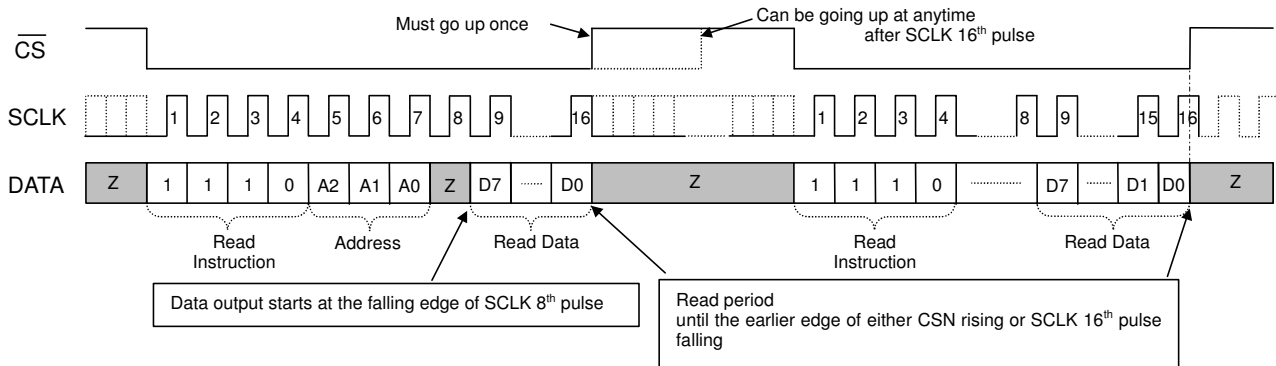 Must go up once
Can be going up at anytime
after SCLK 16th pulse
CS
SCLK 1 2 3 4 5 6 7 8 9 16 1 2 3 4 8 9 15 16
DATA Z 1 1 1 0 A2 A1 A0 Z D7 ...... D0 Z 1 1 1 0 ................ D7 ...... D1 D0 Z
Read
Instruction
Address
Read Data
Read
Instruction
Read Data
Data output starts at the falling edge of SCLK 8th pulse
Read period
until the earlier edge of either CSN rising or SCLK 16th pulse
falling